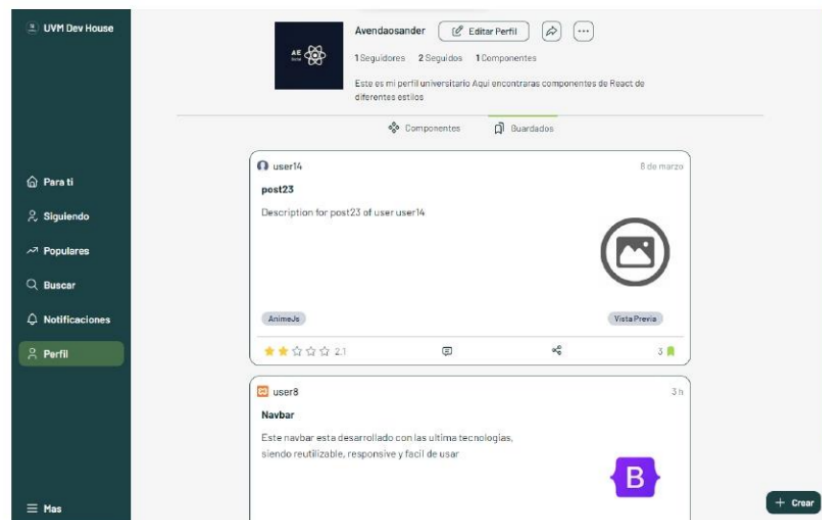 UVM Dev House
Para ti
Siguiendo
Populares
Buscar
Notificaciones
Perfil
Mas
AE
Avendaosander
Editar Perfil
1 Seguidores 2 Seguidos 1 Componentes
Este es mi perfil universitario Aqui encontraras componentes de React de
diferentes estilos
Componentes
Guardados
user14
8 de marzo
post23
Description for post23 of user user14
AnimeJs
Vista Previa
2.1
3
user8
3 h
Navbar
Este navbar esta desarrollado con las ultima tecnologias,
siendo reutilizable, responsive y facil de usar
B
+ Crear